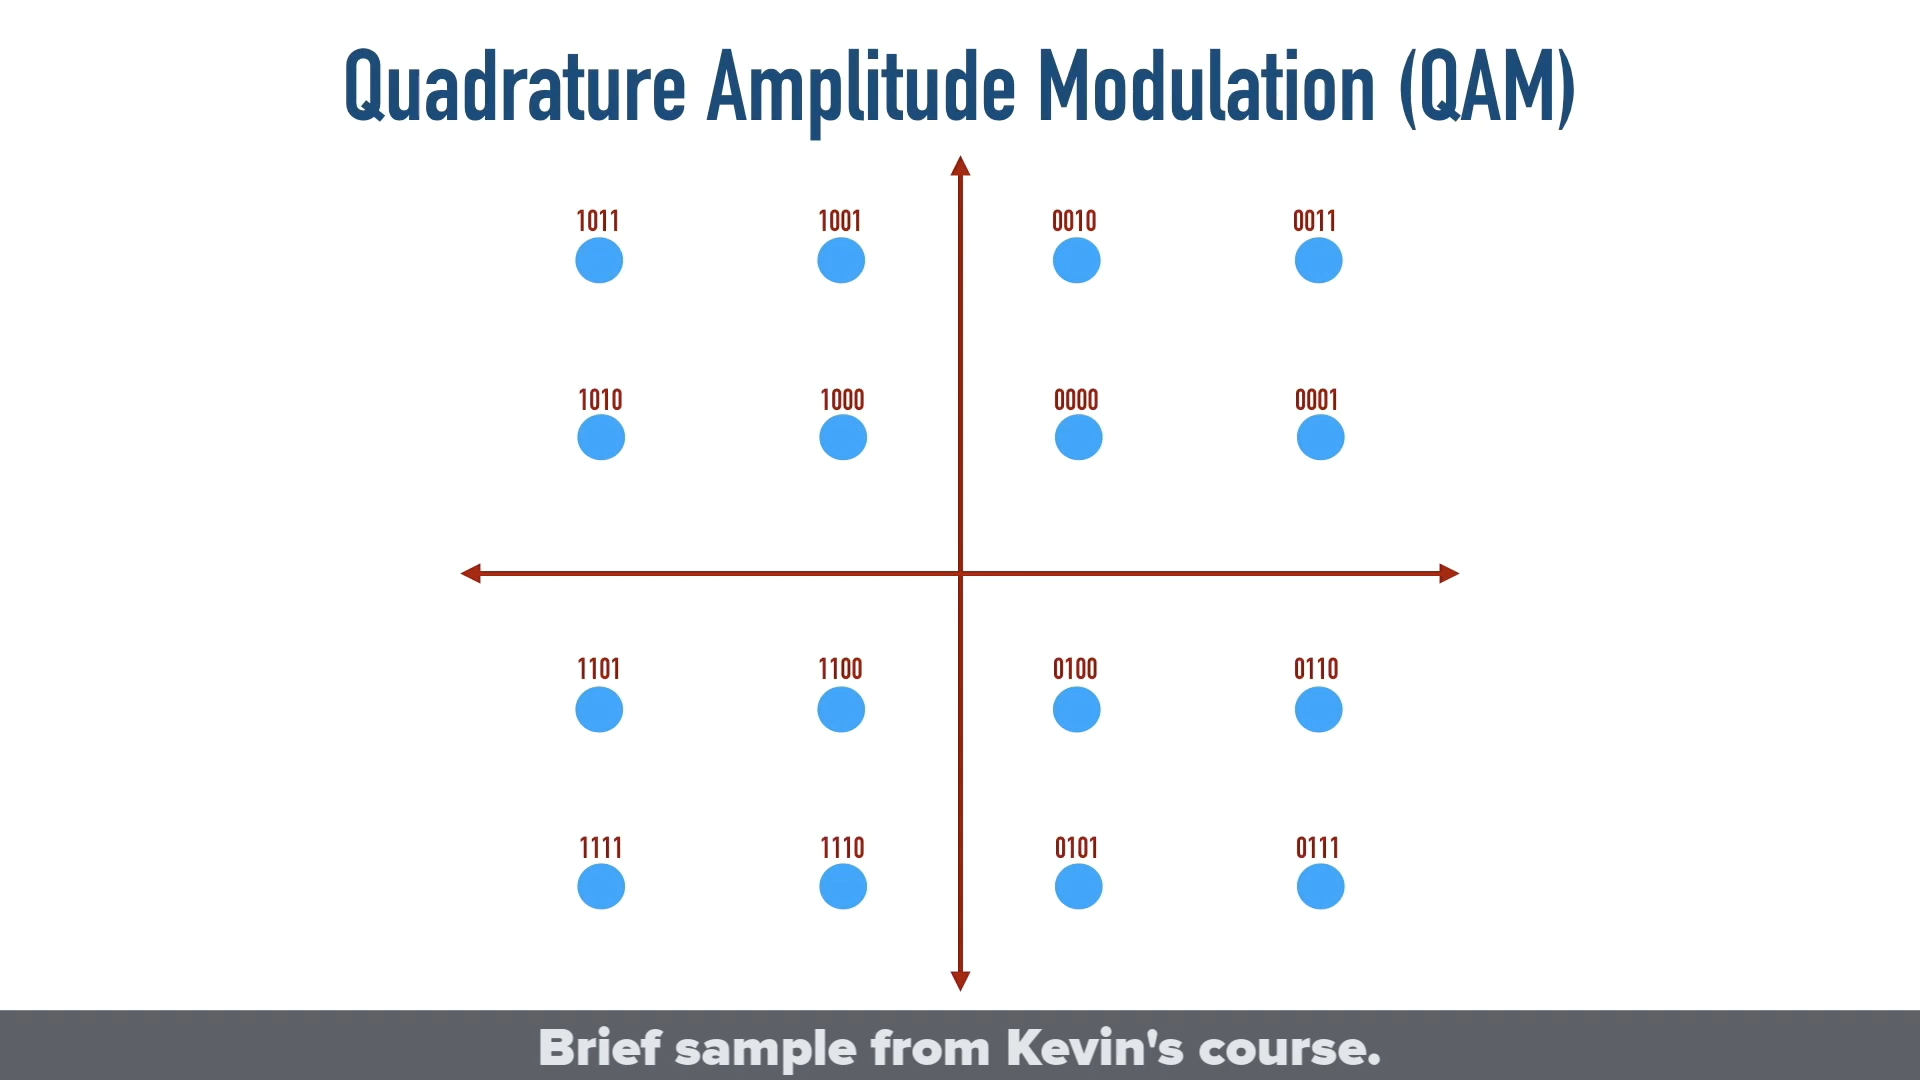 Quadrature Amplitude Modulation (QAM)
1011 1001 0010 0011
1010 1000 0000 0001
1101 1100 0100 0110
1111 1110 0101 0111
Brief sample from Kevin's course.